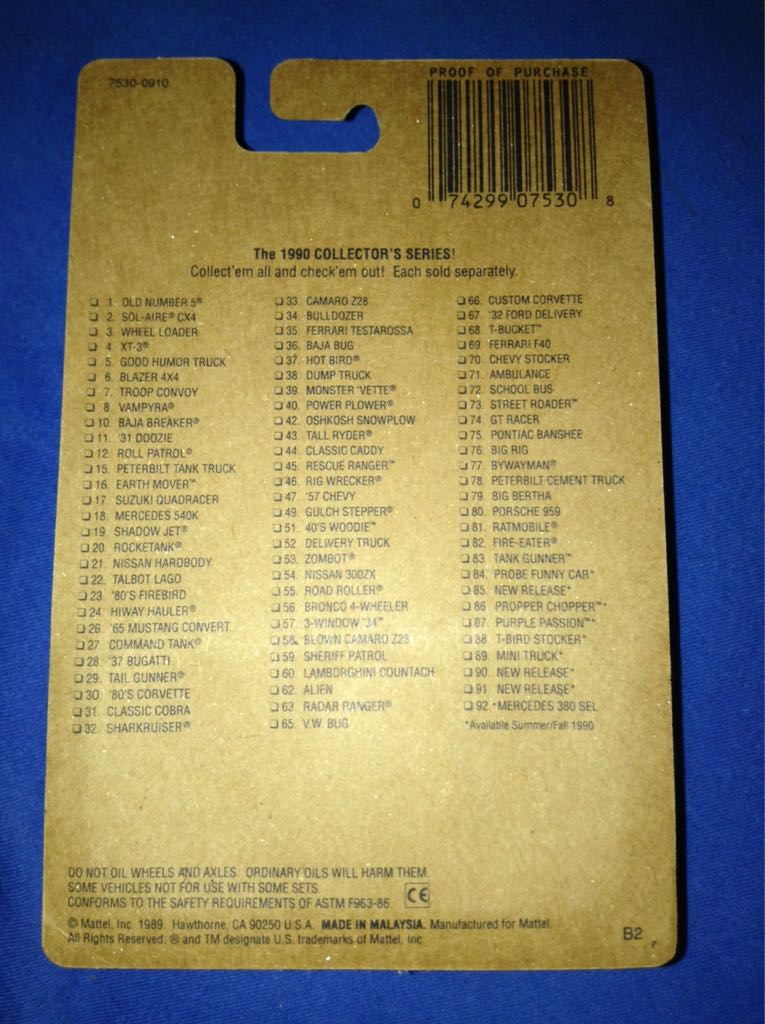 7530-0910
PROOF OF PURCHASE
0 74299 07530 8
The 1990 COLLECTOR'S SERIES!
Collect'em all and check'em out! Each sold separately.
❏ 1. OLD NUMBER 5®
❏ 2. SOL-AIRE® CX4
❏ 3. WHEEL LOADER
❏ 4. XT-3®
❏ 5. GOOD HUMOR TRUCK
❏ 6. BLAZER 4X4
❏ 7. TROOP CONVOY
❏ 8. VAMPYRA®
❏ 10. BAJA BREAKER®
❏ 11. '31 DOOZIE
❏ 12. ROLL PATROL®
❏ 15. PETERBILT TANK TRUCK
❏ 16. EARTH MOVER™
❏ 17. SUZUKI QUADRACER
❏ 18. MERCEDES 540K
❏ 19. SHADOW JET®
❏ 20. ROCKETANK®
❏ 21. NISSAN HARDBODY
❏ 22. TALBOT LAGO
❏ 23. '80'S FIREBIRD
❏ 24. HIWAY HAULER®
❏ 26. '65 MUSTANG CONVERT.
❏ 27. COMMAND TANK®
❏ 28. '37 BUGATTI
❏ 29. TAIL GUNNER®
❏ 30. '80'S CORVETTE
❏ 31. CLASSIC COBRA
❏ 32. SHARKRUISER®
❏ 33. CAMARO Z28
❏ 34. BULLDOZER
❏ 35. FERRARI TESTAROSSA
❏ 36. BAJA BUG
❏ 37. HOT BIRD®
❏ 38. DUMP TRUCK
❏ 39. MONSTER 'VETTE®
❏ 40. POWER PLOWER®
❏ 42. OSHKOSH SNOWPLOW
❏ 43. TALL RYDER®
❏ 44. CLASSIC CADDY
❏ 45. RESCUE RANGER™
❏ 46. RIG WRECKER®
❏ 47. '57 CHEVY
❏ 49. GULCH STEPPER®
❏ 51. 40'S WOODIE™
❏ 52. DELIVERY TRUCK
❏ 53. ZOMBOT®
❏ 54. NISSAN 300ZX
❏ 55. ROAD ROLLER®
❏ 56. BRONCO 4-WHEELER
❏ 57. 3-WINDOW '34™
❏ 58. BLOWN CAMARO Z28
❏ 59. SHERIFF PATROL
❏ 60. LAMBORGHINI COUNTACH
❏ 62. ALIEN
❏ 63. RADAR RANGER®
❏ 65. V.W. BUG
❏ 66. CUSTOM CORVETTE
❏ 67. '32 FORD DELIVERY
❏ 68. T-BUCKET™
❏ 69. FERRARI F40
❏ 70. CHEVY STOCKER
❏ 71. AMBULANCE
❏ 72. SCHOOL BUS
❏ 73. STREET ROADER™
❏ 74. GT RACER
❏ 75. PONTIAC BANSHEE
❏ 76. BIG RIG
❏ 77. BYWAYMAN®
❏ 78. PETERBILT CEMENT TRUCK
❏ 79. BIG BERTHA
❏ 80. PORSCHE 959
❏ 81. RATMOBILE®
❏ 82. FIRE-EATER®
❏ 83. TANK GUNNER™
❏ 84. PROBE FUNNY CAR*
❏ 85. NEW RELEASE*
❏ 86. PROPPER CHOPPER™*
❏ 87. PURPLE PASSION™*
❏ 88. T-BIRD STOCKER*
❏ 89. MINI TRUCK*
❏ 90. NEW RELEASE*
❏ 91. NEW RELEASE*
❏ 92. *MERCEDES 380 SEL
*Available Summer/Fall 1990
DO NOT OIL WHEELS AND AXLES. ORDINARY OILS WILL HARM THEM.
SOME VEHICLES NOT FOR USE WITH SOME SETS.
CONFORMS TO THE SAFETY REQUIREMENTS OF ASTM F963-86.
CE
© Mattel, Inc. 1989. Hawthorne, CA 90250 U.S.A. MADE IN MALAYSIA. Manufactured for Mattel.
All Rights Reserved. ® and TM designate U.S. trademarks of Mattel, Inc.
B2